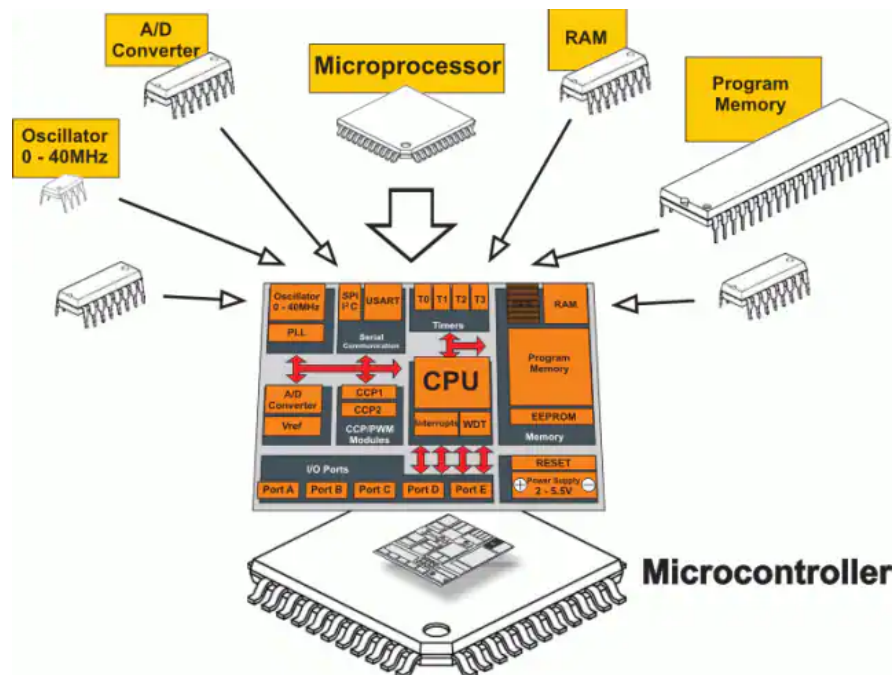 A/D
Converter
Microprocessor
RAM
Program
Memory
Oscillator
0 - 40MHz
Oscillator
0 - 40MHz
PLL
SPI
I²C
USART
Serial
Communication
T0
T1
T2
T3
Timers
RAM
Program
Memory
EEPROM
Memory
A/D
Converter
Vref
CCP1
CCP2
CCP/PWM
Modules
CPU
Interrupts
WDT
I/O Ports
Port A
Port B
Port C
Port D
Port E
RESET
Power Supply
2 - 5.5V
Microcontroller